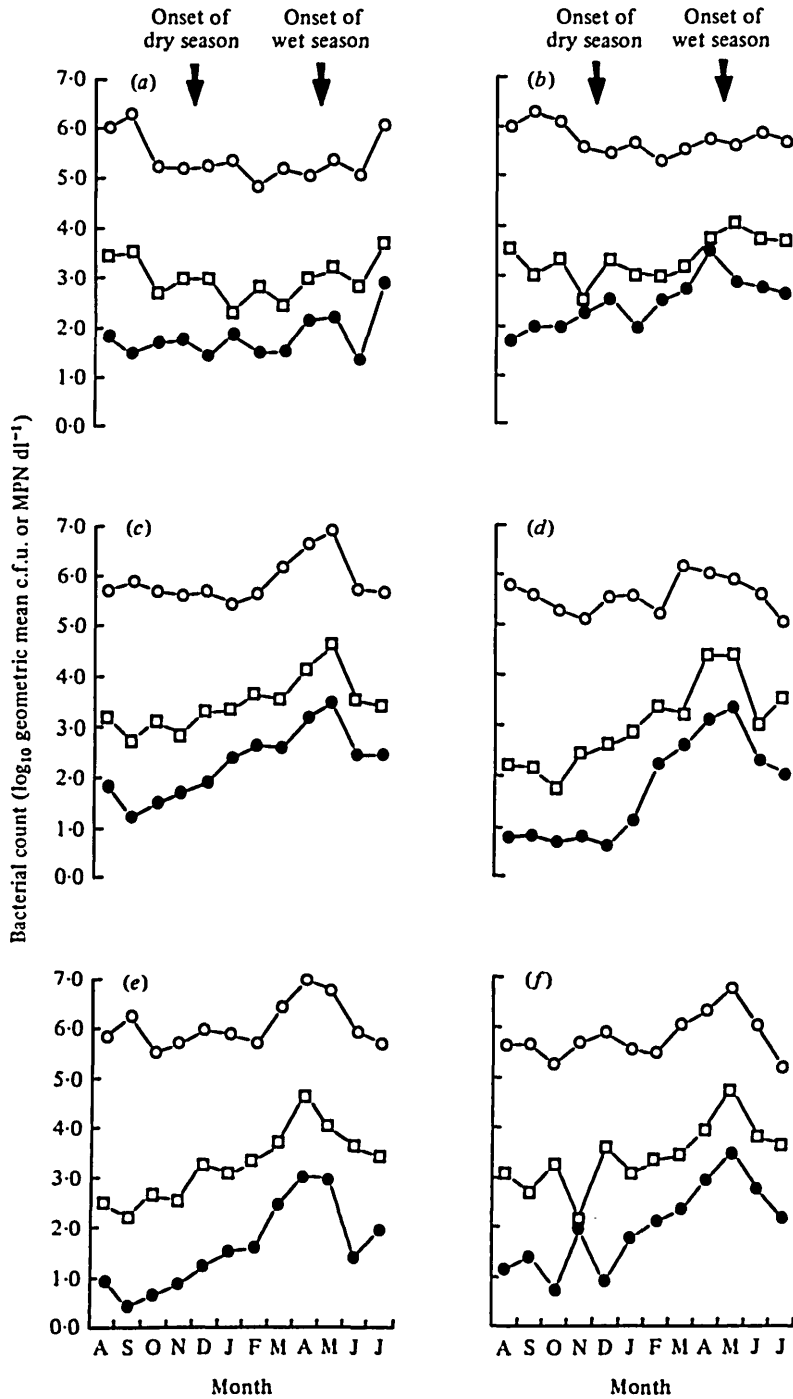 Onset of
dry season
Onset of
wet season
Onset of
dry season
Onset of
wet season
Bacterial count (log₁₀ geometric mean c.f.u. or MPN dl⁻¹)
(a)
7·0
6·0
5·0
4·0
3·0
2·0
1·0
0·0
(b)
(c)
7·0
6·0
5·0
4·0
3·0
2·0
1·0
0·0
(d)
(e)
7·0
6·0
5·0
4·0
3·0
2·0
1·0
0·0
(f)
A S O N D J F M A M J J
Month
A S O N D J F M A M J J
Month